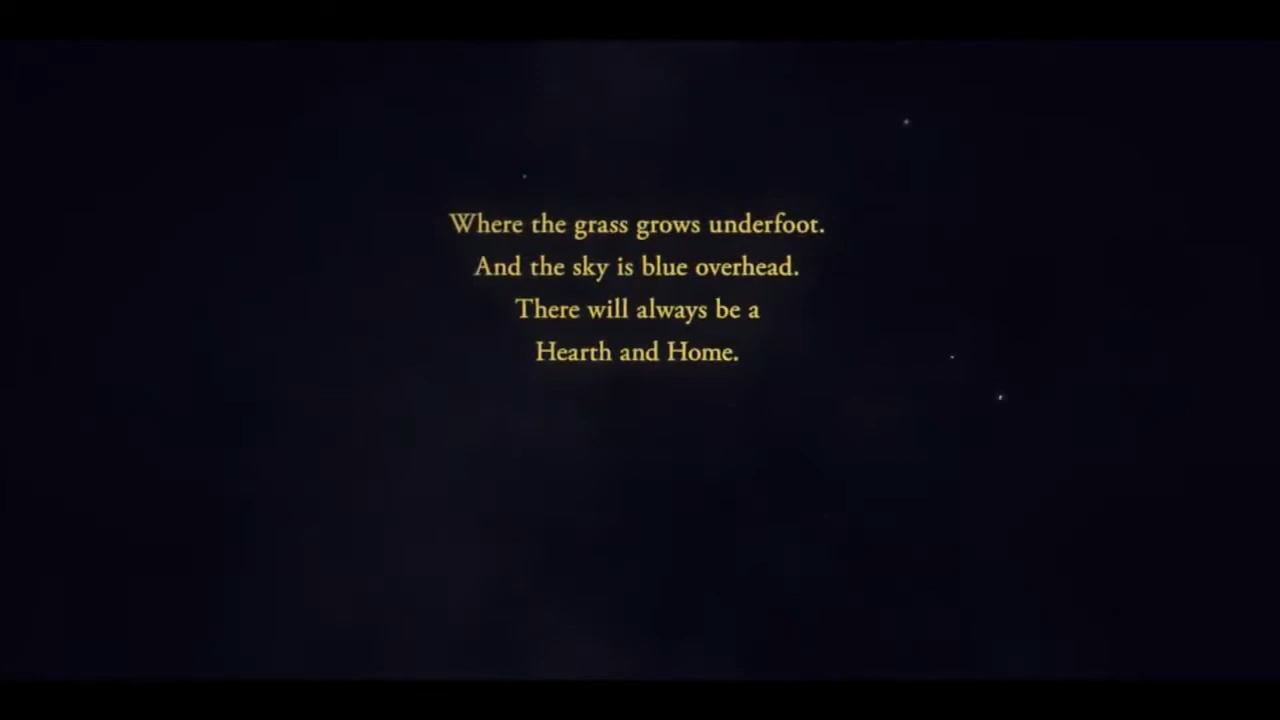 Where the grass grows underfoot.
And the sky is blue overhead.
There will always be a
Hearth and Home.